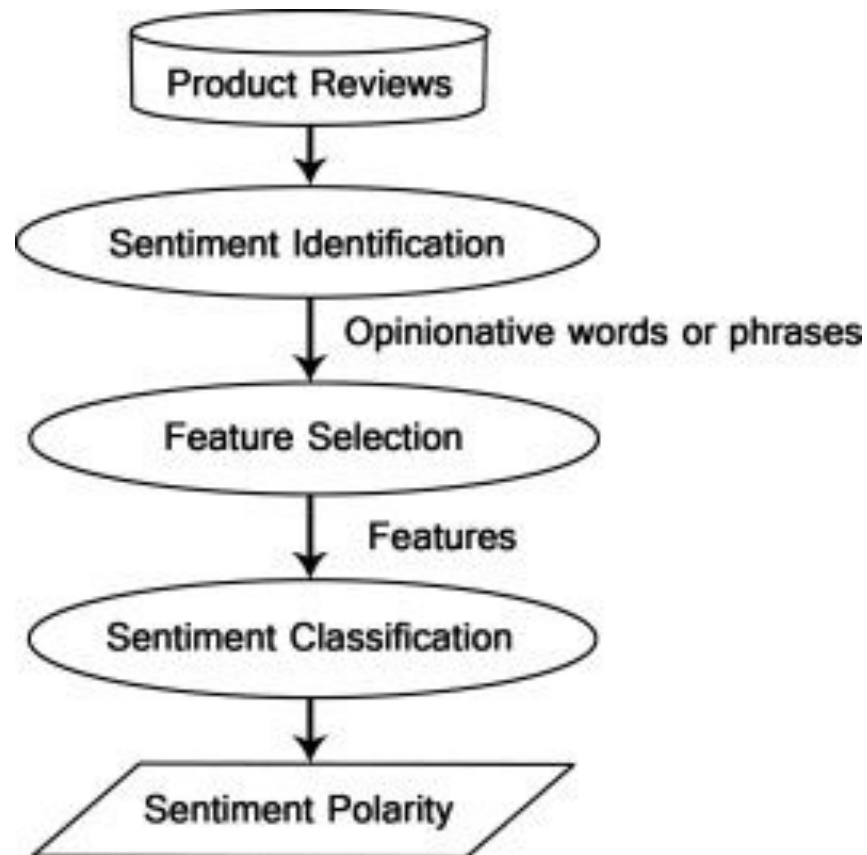 Product Reviews
Sentiment Identification
Opinionative words or phrases
Feature Selection
Features
Sentiment Classification
Sentiment Polarity